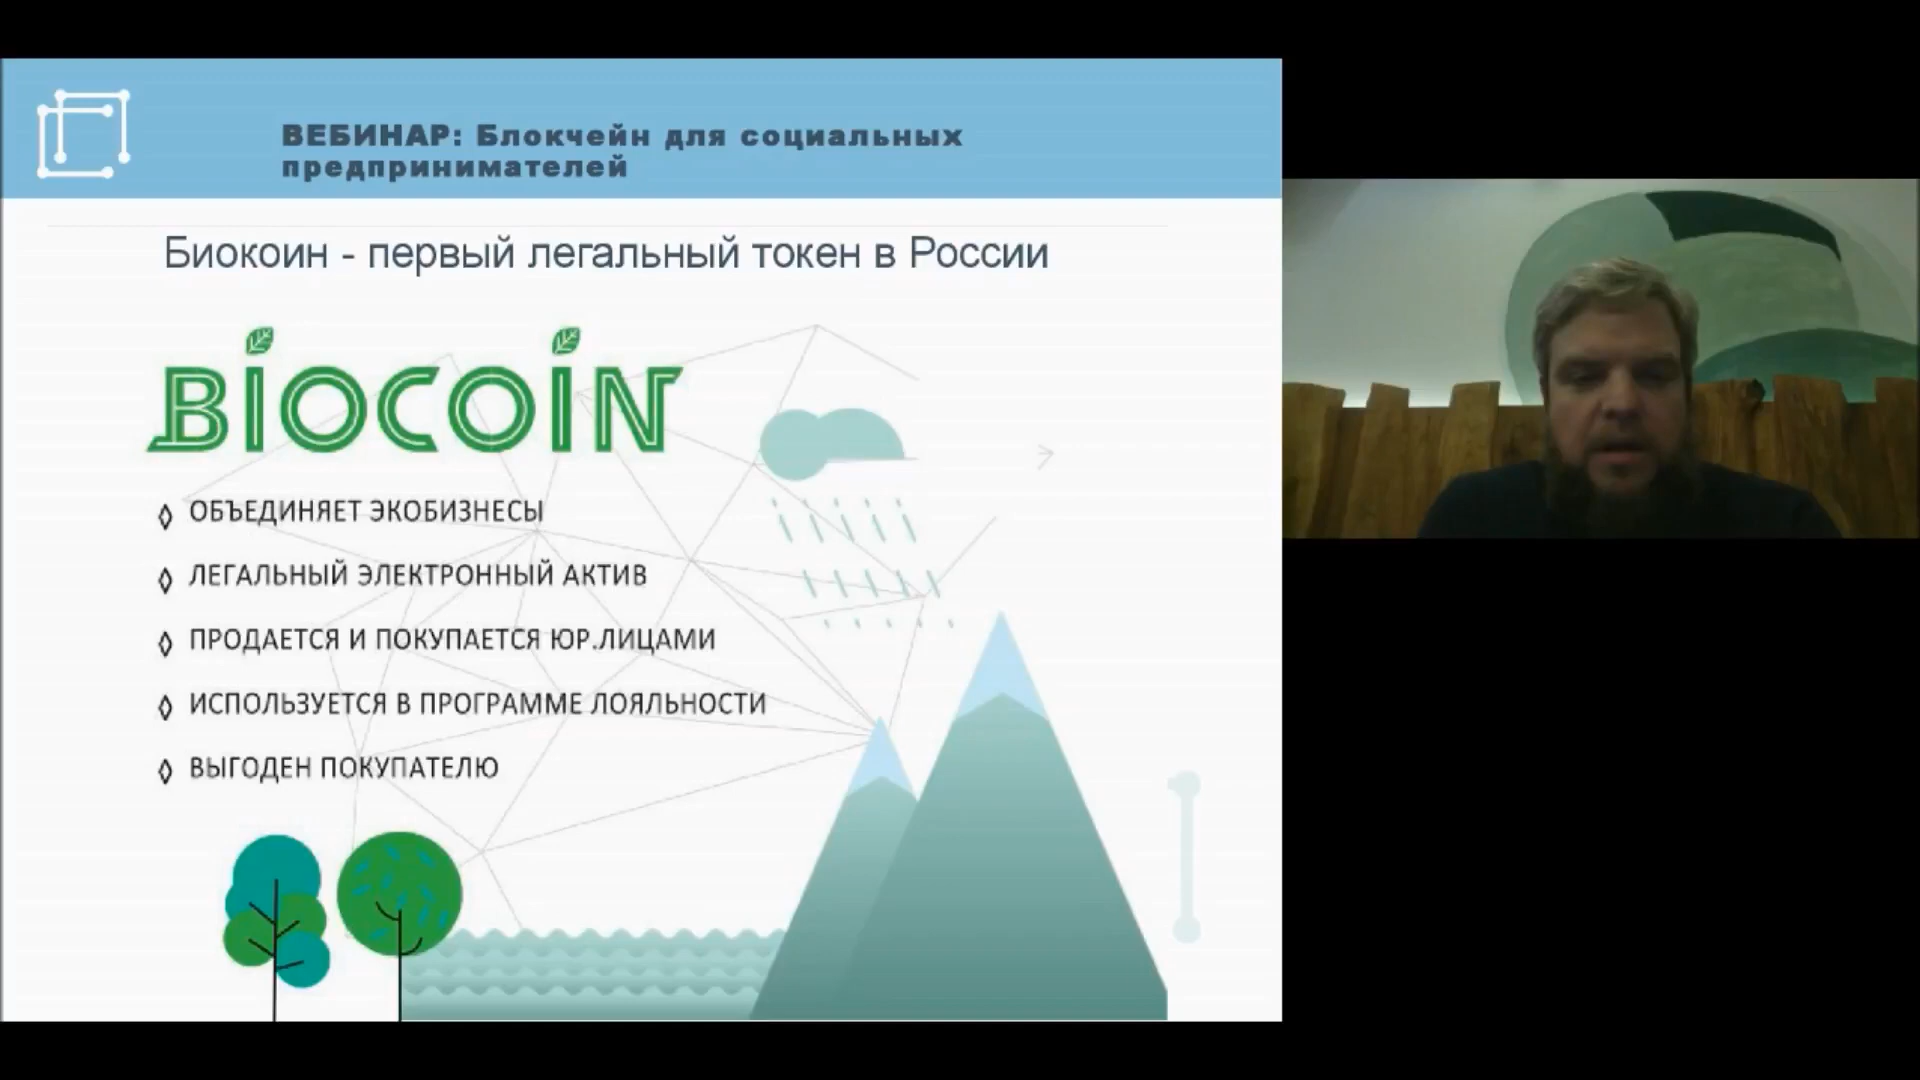 ВЕБИНАР: Блокчейн для социальных
предпринимателей
Биокоин - первый легальный токен в России
BIOCOIN
ОБЪЕДИНЯЕТ ЭКОБИЗНЕСЫ
ЛЕГАЛЬНЫЙ ЭЛЕКТРОННЫЙ АКТИВ
ПРОДАЕТСЯ И ПОКУПАЕТСЯ ЮР.ЛИЦАМИ
ИСПОЛЬЗУЕТСЯ В ПРОГРАММЕ ЛОЯЛЬНОСТИ
ВЫГОДЕН ПОКУПАТЕЛЮ